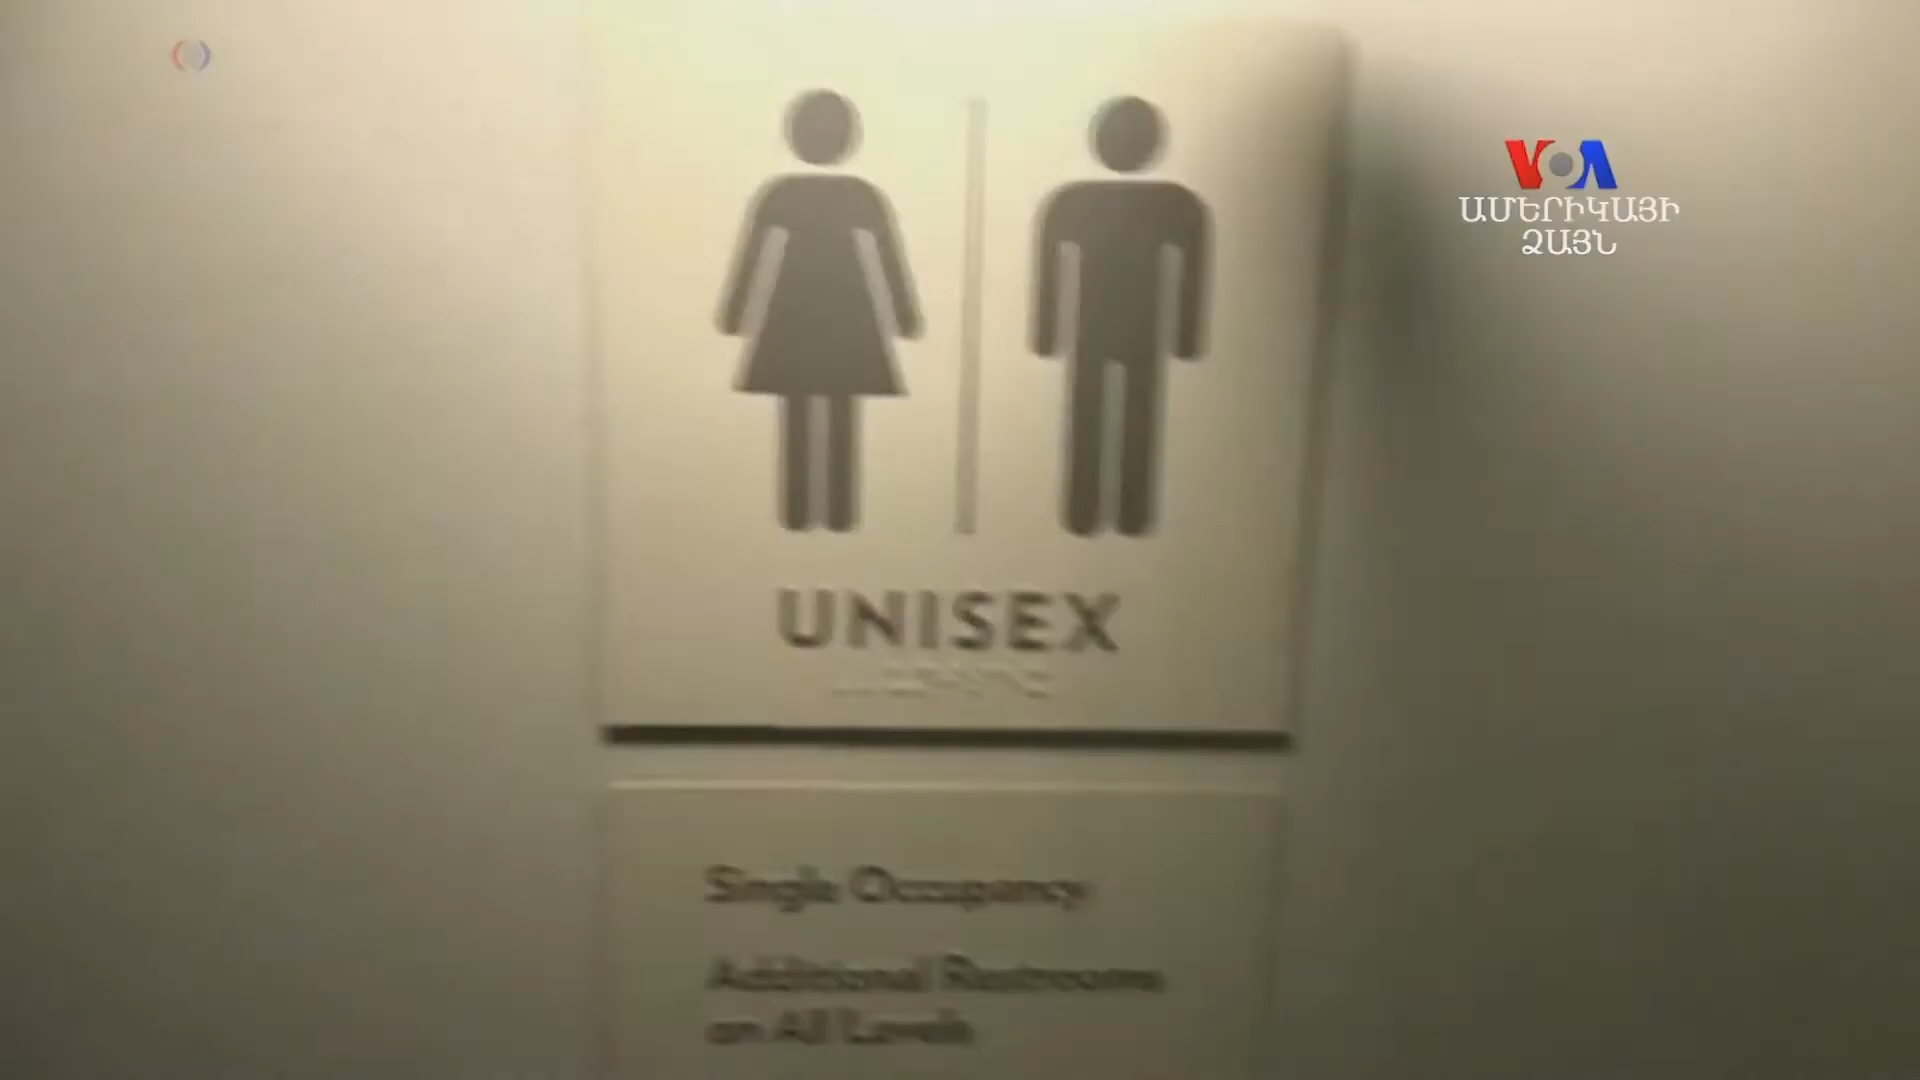 VOA
ԱՄԵՐԻԿԱՅԻ
ՁԱՅՆ
UNISEX
Single Occupancy
Additional Restrooms
on All Levels